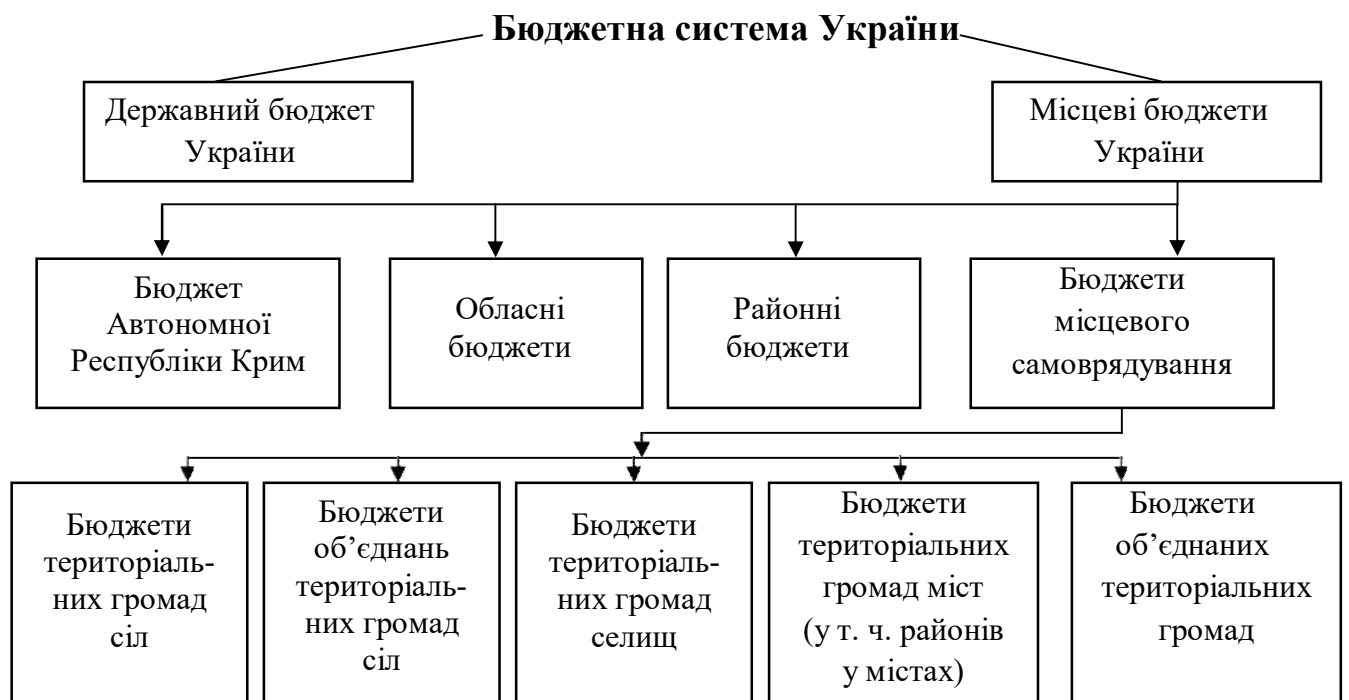 Бюджетна система України
Державний бюджет
України
Місцеві бюджети
України
Бюджет
Автономної
Республіки Крим
Обласні
бюджети
Районні
бюджети
Бюджети
місцевого
самоврядування
Бюджети
територіаль-
них громад
сіл
Бюджети
об’єднань
територіаль-
них громад
сіл
Бюджети
територіаль-
них громад
селищ
Бюджети
територіальних
громад міст
(у т. ч. районів
у містах)
Бюджети
об’єднаних
територіальних
громад